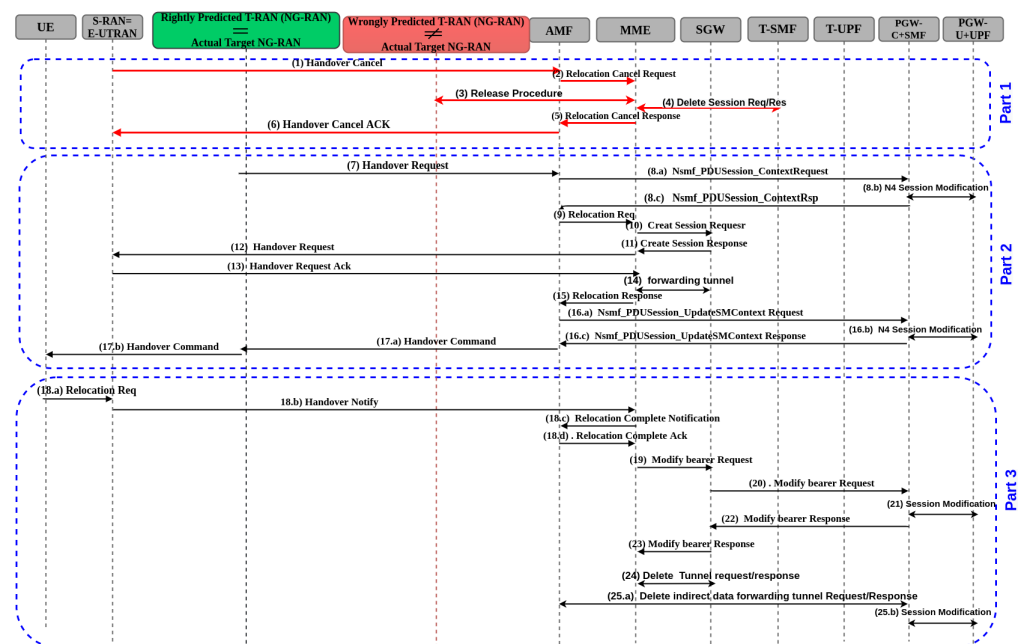 UE
S-RAN=
E-UTRAN
Rightly Predicted T-RAN (NG-RAN)
==
Actual Target NG-RAN
Wrongly Predicted T-RAN (NG-RAN)
≠
Actual Target NG-RAN
AMF
MME
SGW
T-SMF
T-UPF
PGW-
C+SMF
PGW-
U+UPF
(1) Handover Cancel
(2) Relocation Cancel Request
(3) Release Procedure
(4) Delete Session Req/Res
(5) Relocation Cancel Response
(6) Handover Cancel ACK
Part 1
(7) Handover Request
(8.a) Nsmf_PDUSession_ContextRequest
(8.b) N4 Session Modification
(8.c) Nsmf_PDUSession_ContextRsp
(9) Relocation Req
(10) Creat Session Requesr
(11) Create Session Response
(12) Handover Request
(13) Handover Request Ack
(14) forwarding tunnel
(15) Relocation Response
(16.a) Nsmf_PDUSession_UpdateSMContext Request
(16.b) N4 Session Modification
(16.c) Nsmf_PDUSession_UpdateSMContext Response
(17.a) Handover Command
(17.b) Handover Command
Part 2
(18.a) Relocation Req
18.b) Handover Notify
(18.c) Relocation Complete Notification
(18.d) . Relocation Complete Ack
(19) Modify bearer Request
(20) . Modify bearer Request
(21) Session Modification
(22) Modify bearer Response
(23) Modify bearer Response
(24) Delete Tunnel request/response
(25.a) Delete indirect data forwarding tunnel Request/Response
(25.b) Session Modification
Part 3